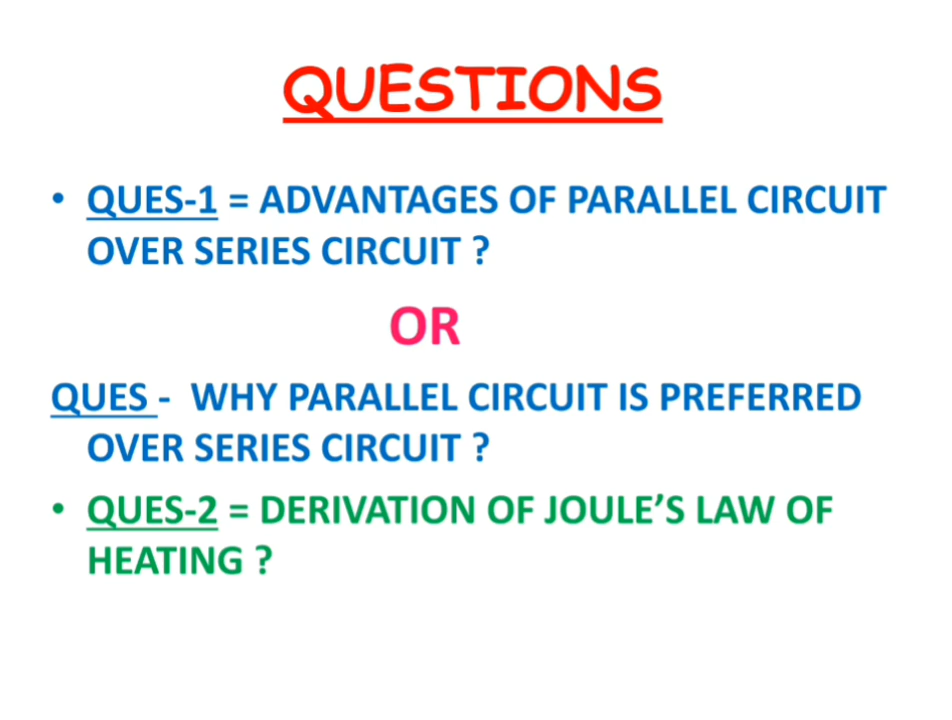 QUESTIONS
• QUES-1 = ADVANTAGES OF PARALLEL CIRCUIT
OVER SERIES CIRCUIT ?
OR
QUES - WHY PARALLEL CIRCUIT IS PREFERRED
OVER SERIES CIRCUIT ?
• QUES-2 = DERIVATION OF JOULE’S LAW OF
HEATING ?